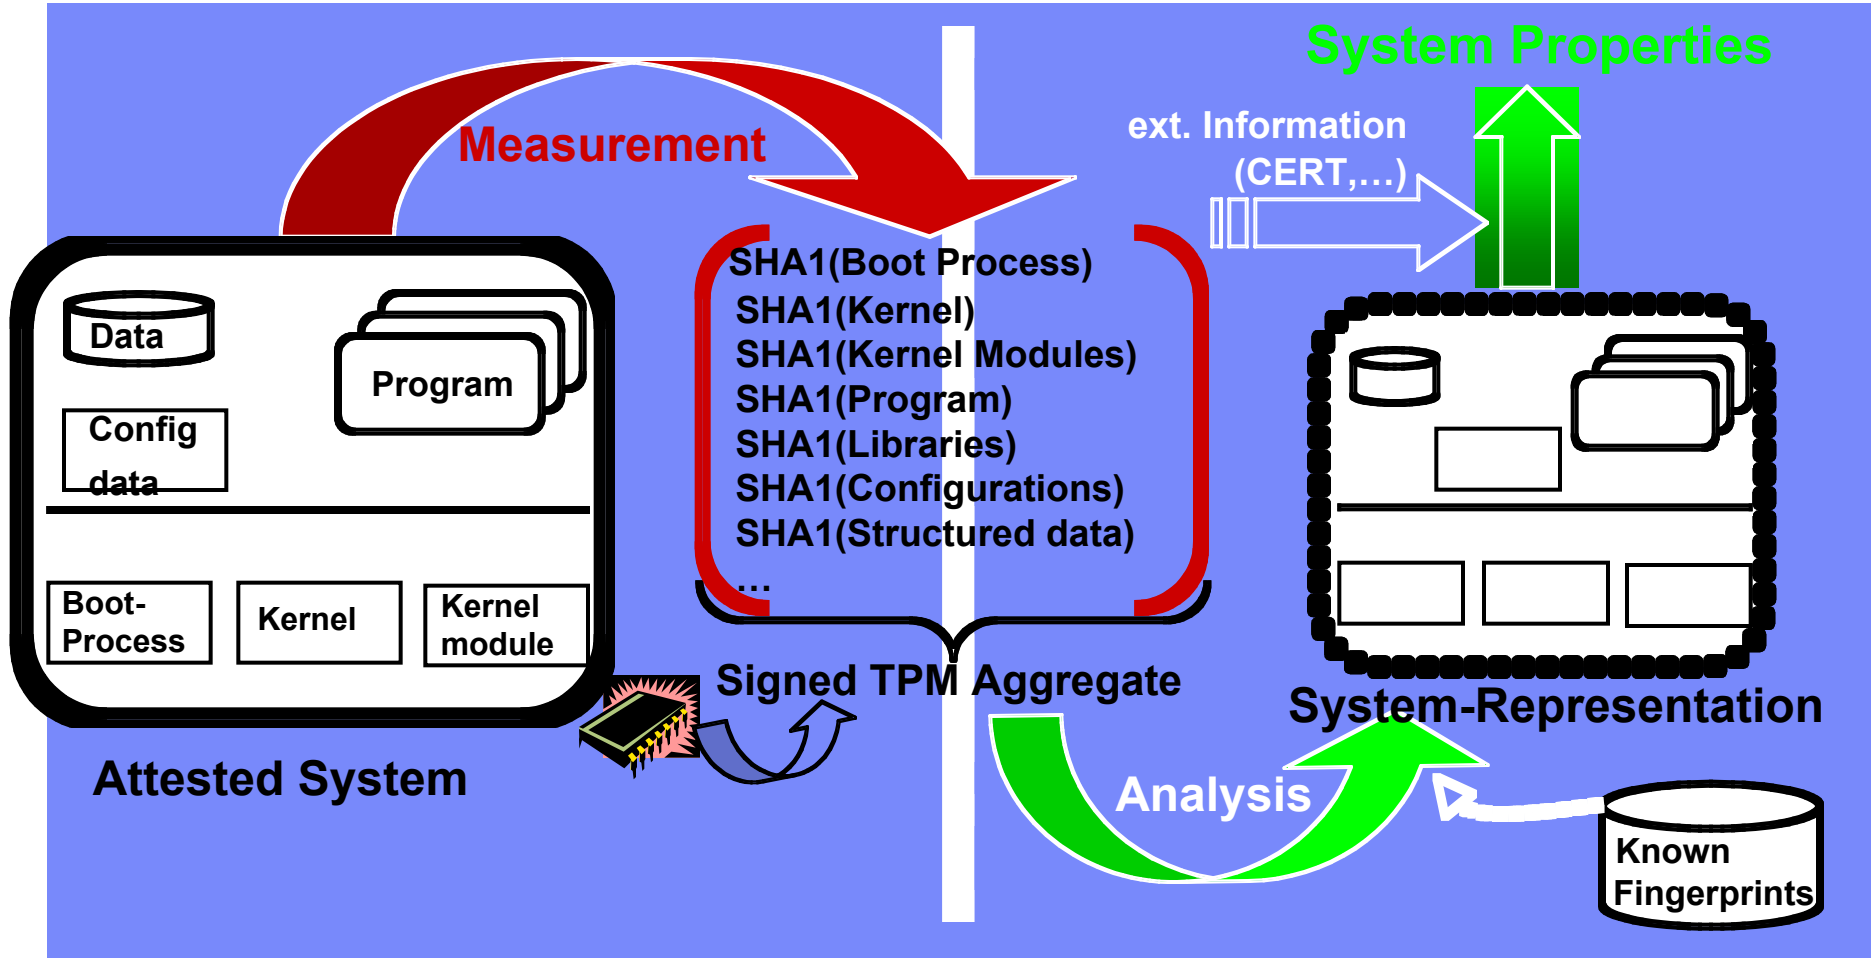 System Properties
Measurement
ext. Information
(CERT,...)
Data
Program
Config
data
Boot-
Process
Kernel
Kernel
module
Attested System
SHA1(Boot Process)
SHA1(Kernel)
SHA1(Kernel Modules)
SHA1(Program)
SHA1(Libraries)
SHA1(Configurations)
SHA1(Structured data)
...
Signed TPM Aggregate
System-Representation
Analysis
Known
Fingerprints